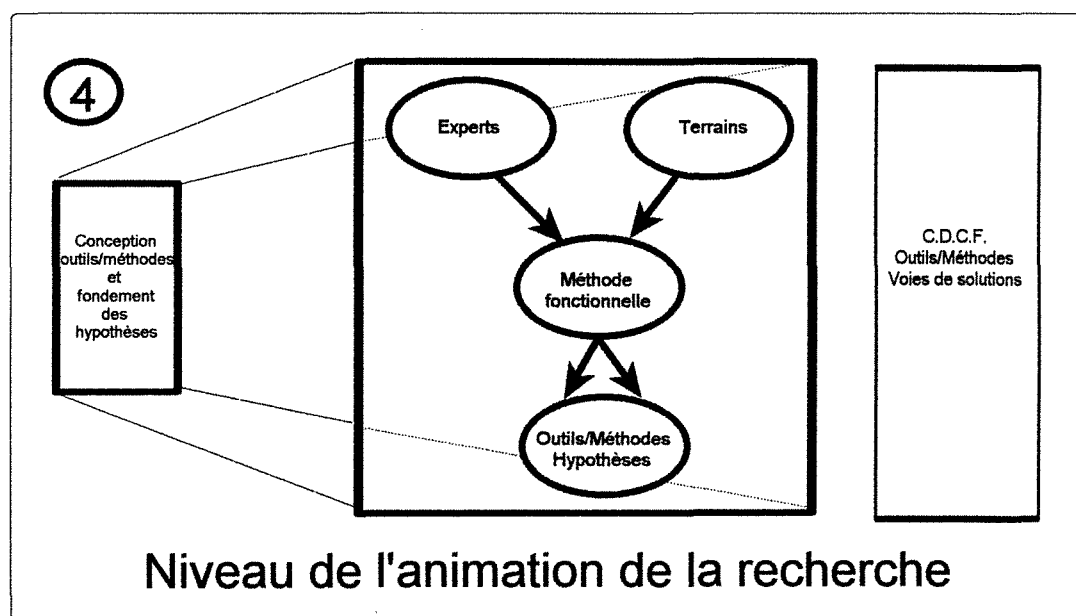 4
Experts
Terrains
Conception
outils/méthodes
et
fondement
des
hypothèses
Méthode
fonctionnelle
Outils/Méthodes
Hypothèses
C.D.C.F.
Outils/Méthodes
Voies de solutions
Niveau de l'animation de la recherche